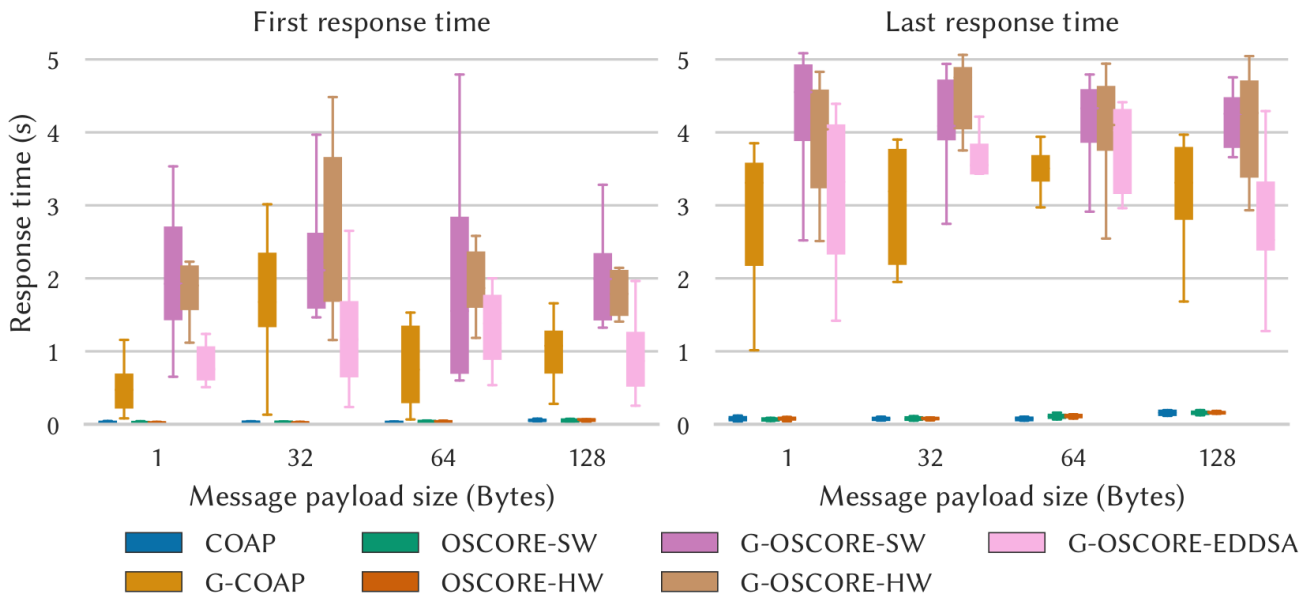 First response time
Last response time
Response time (s)
5
4
3
2
1
0
1 32 64 128
Message payload size (Bytes)
5
4
3
2
1
0
1 32 64 128
Message payload size (Bytes)
COAP OSCORE-SW G-OSCORE-SW G-OSCORE-EDDSA
G-COAP OSCORE-HW G-OSCORE-HW